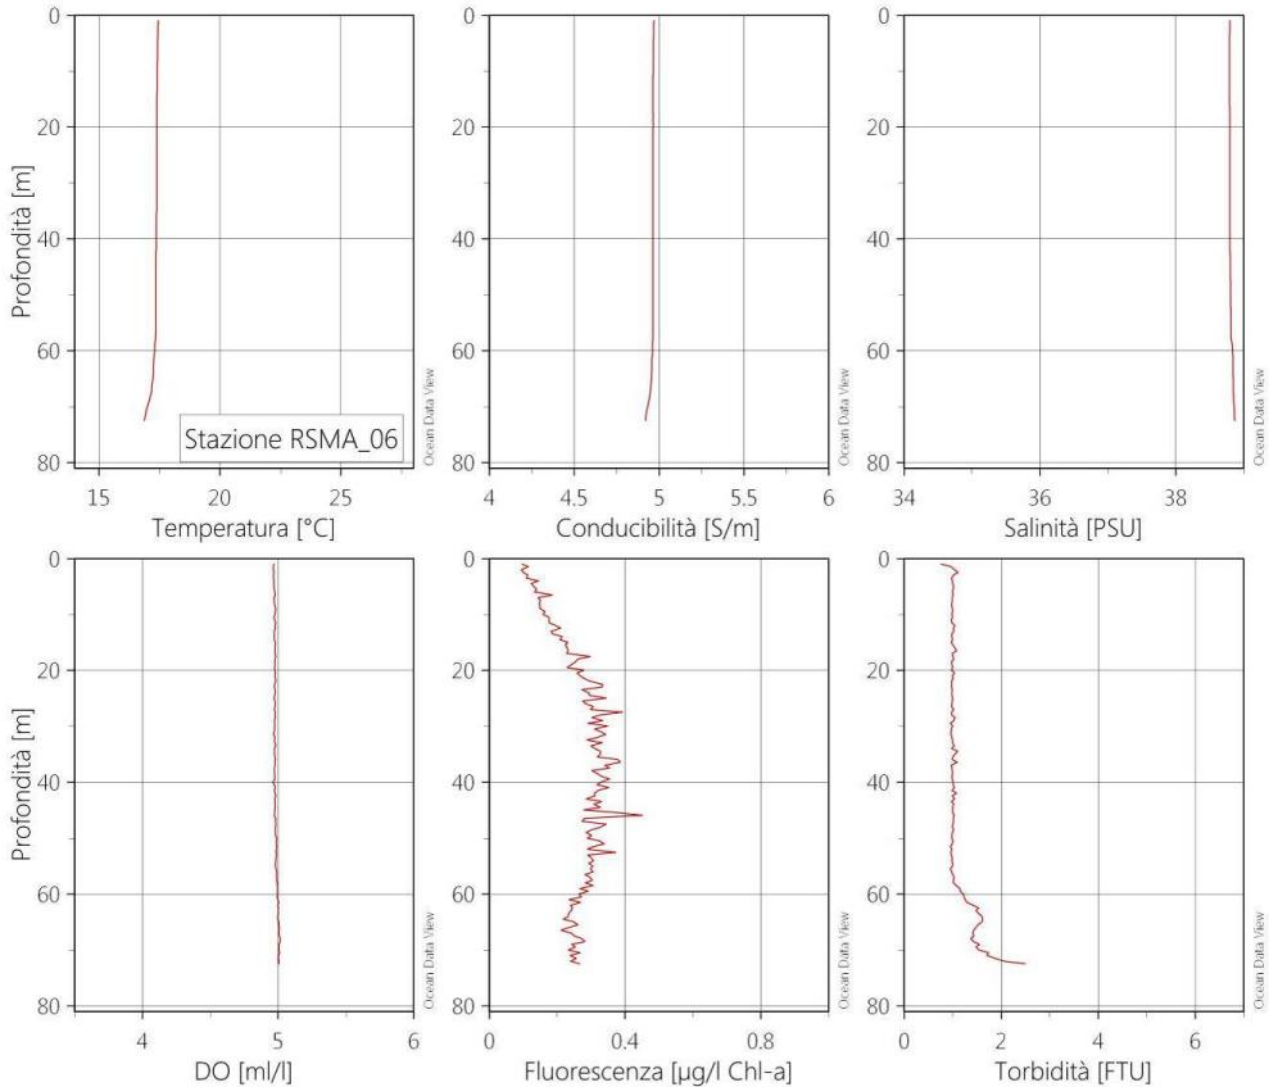 0
20
40
60
80
Profondità [m]
15 20 25
Temperatura [°C]
Stazione RSMA_06
Ocean Data View
0
20
40
60
80
4 4.5 5 5.5 6
Conducibilità [S/m]
Ocean Data View
0
20
40
60
80
34 36 38
Salinità [PSU]
Ocean Data View
0
20
40
60
80
Profondità [m]
4 5 6
DO [ml/l]
Ocean Data View
0
20
40
60
80
0 0.4 0.8
Fluorescenza [µg/l Chl-a]
Ocean Data View
0
20
40
60
80
0 2 4 6
Torbidità [FTU]
Ocean Data View